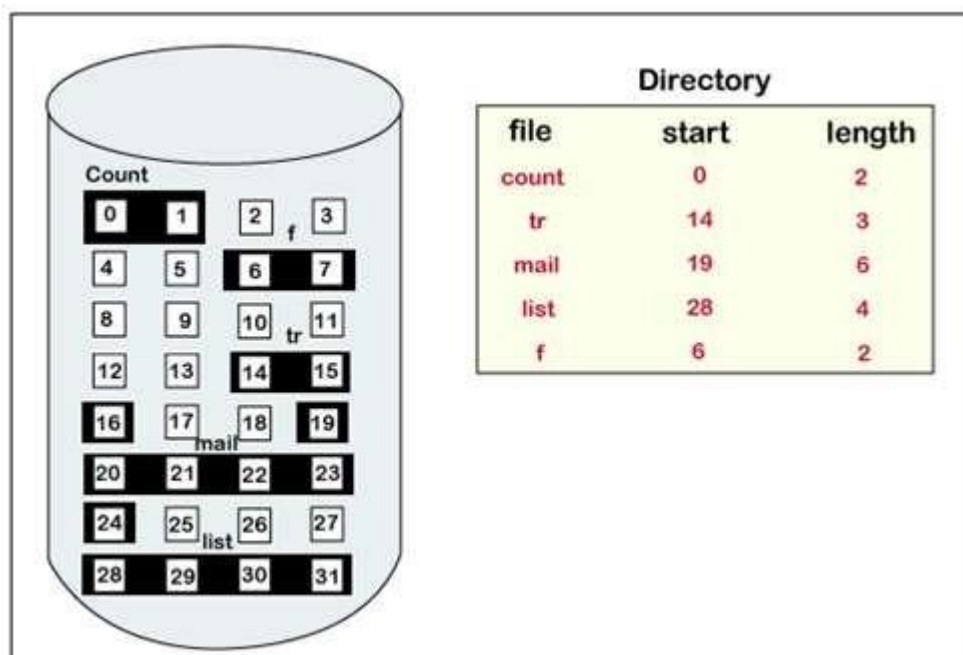 Count
0 1 2 3
f
4 5 6 7
8 9 10 11
tr
12 13 14 15
16 17 18 19
mail
20 21 22 23
24 25 26 27
list
28 29 30 31
Directory
file start length
count 0 2
tr 14 3
mail 19 6
list 28 4
f 6 2